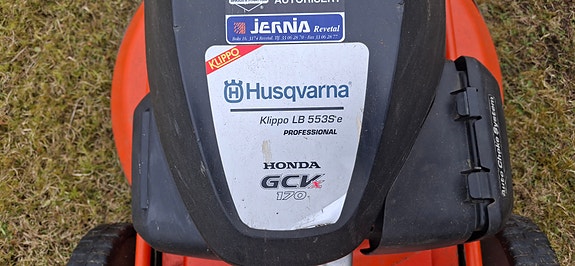 AUTORISERT
JERNIA Revetal
KLIPPO
Husqvarna
Klippo LB 553S e
PROFESSIONAL
HONDA
GCVx
170
Auto Choke System